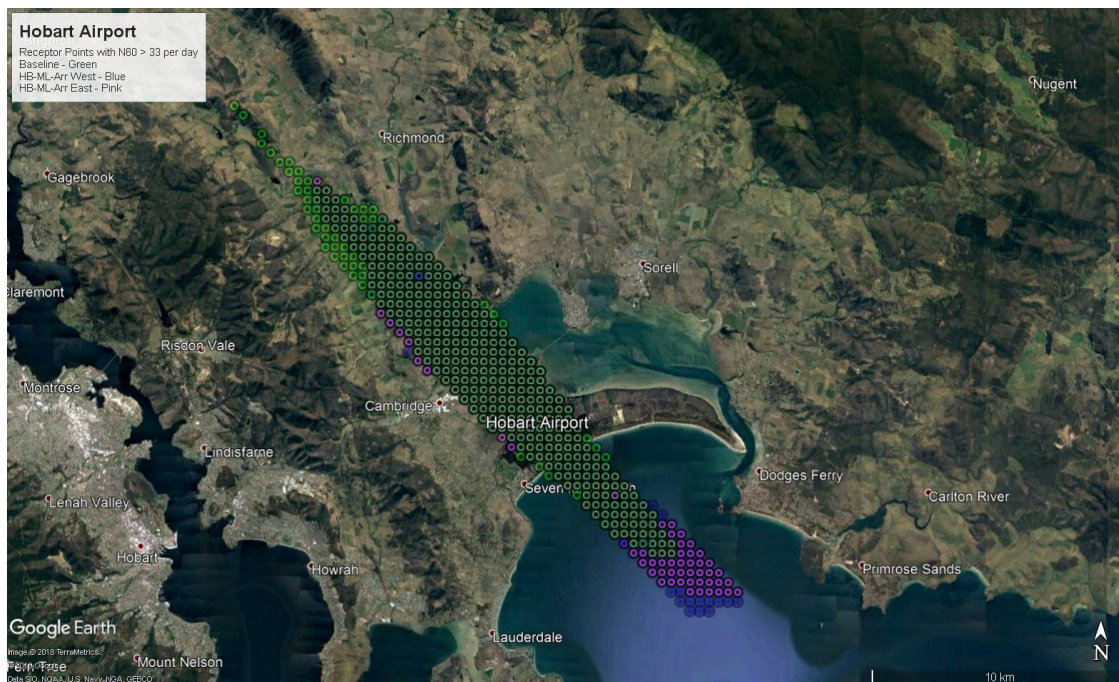 Hobart Airport
Receptor Points with N60 > 33 per day
Baseline - Green
HB-ML-Arr West - Blue
HB-ML-Arr East - Pink
Nugent
Richmond
Gagebrook
Sorell
Claremont
Risdon Vale
Montrose
Cambridge
Hobart Airport
Lindisfarne
Dodges Ferry
Seven
Carlton River
Lenah Valley
Hobart
Howrah
Primrose Sands
Google Earth
Lauderdale
N
Image © 2018 TerraMetrics
Mount Nelson
Fern Tree
Data SIO, NOAA, U.S. Navy, NGA, GEBCO
10 km